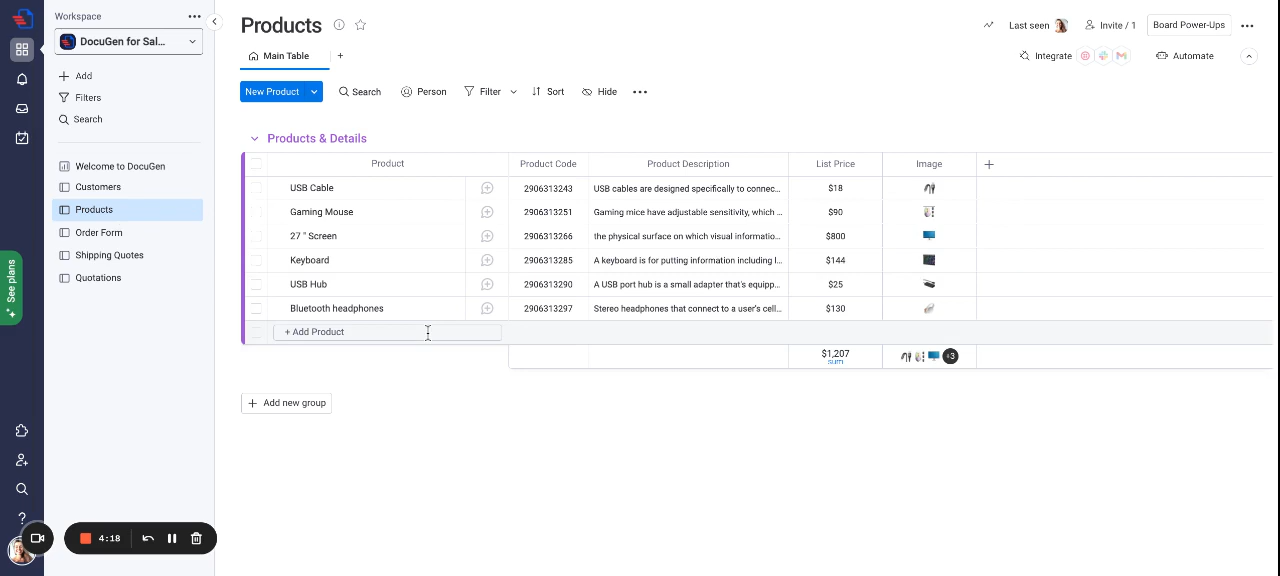 Workspace
DocuGen for Sal...
Add
Filters
Search
Welcome to DocuGen
Customers
Products
Order Form
Shipping Quotes
Quotations
See plans
?
4:18
Products
Last seen
Invite / 1
Board Power-Ups
Main Table
+
Integrate
Automate
New Product
Search
Person
Filter
Sort
Hide
Products & Details
Product Product Code Product Description List Price Image
USB Cable 2906313243 USB cables are designed specifically to connec... $18
Gaming Mouse 2906313251 Gaming mice have adjustable sensitivity, which ... $90
27 " Screen 2906313266 the physical surface on which visual informatio... $800
Keyboard 2906313285 A keyboard is for putting information including l... $144
USB Hub 2906313290 A USB port hub is a small adapter that's equipp... $25
Bluetooth headphones 2906313297 Stereo headphones that connect to a user's cell... $130
+ Add Product
$1,207 +3
sum
+ Add new group